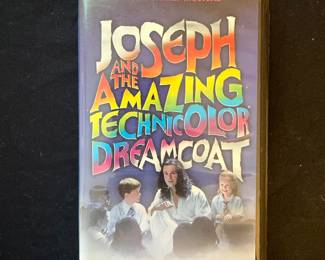 JOSEPH
AND THE
AMAZING
TECHNICOLOR
DREAMCOAT